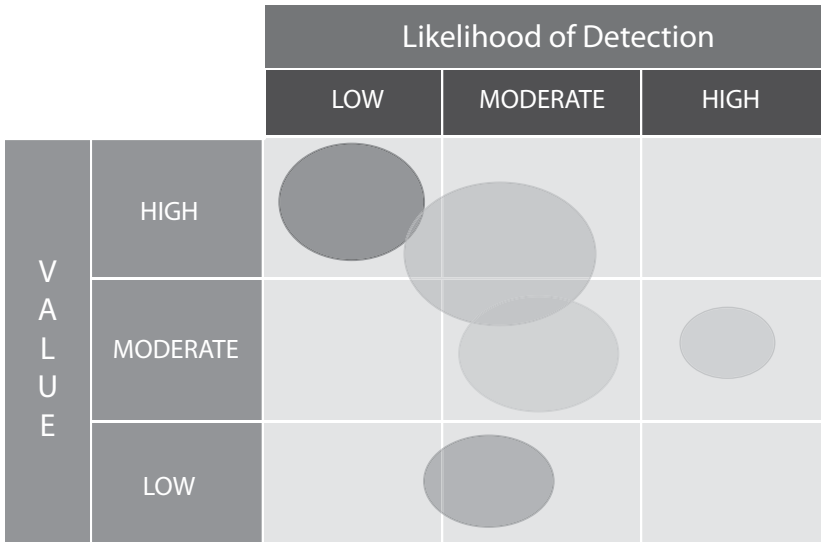 Likelihood of Detection
LOW
MODERATE
HIGH
V
A
L
U
E
HIGH
MODERATE
LOW